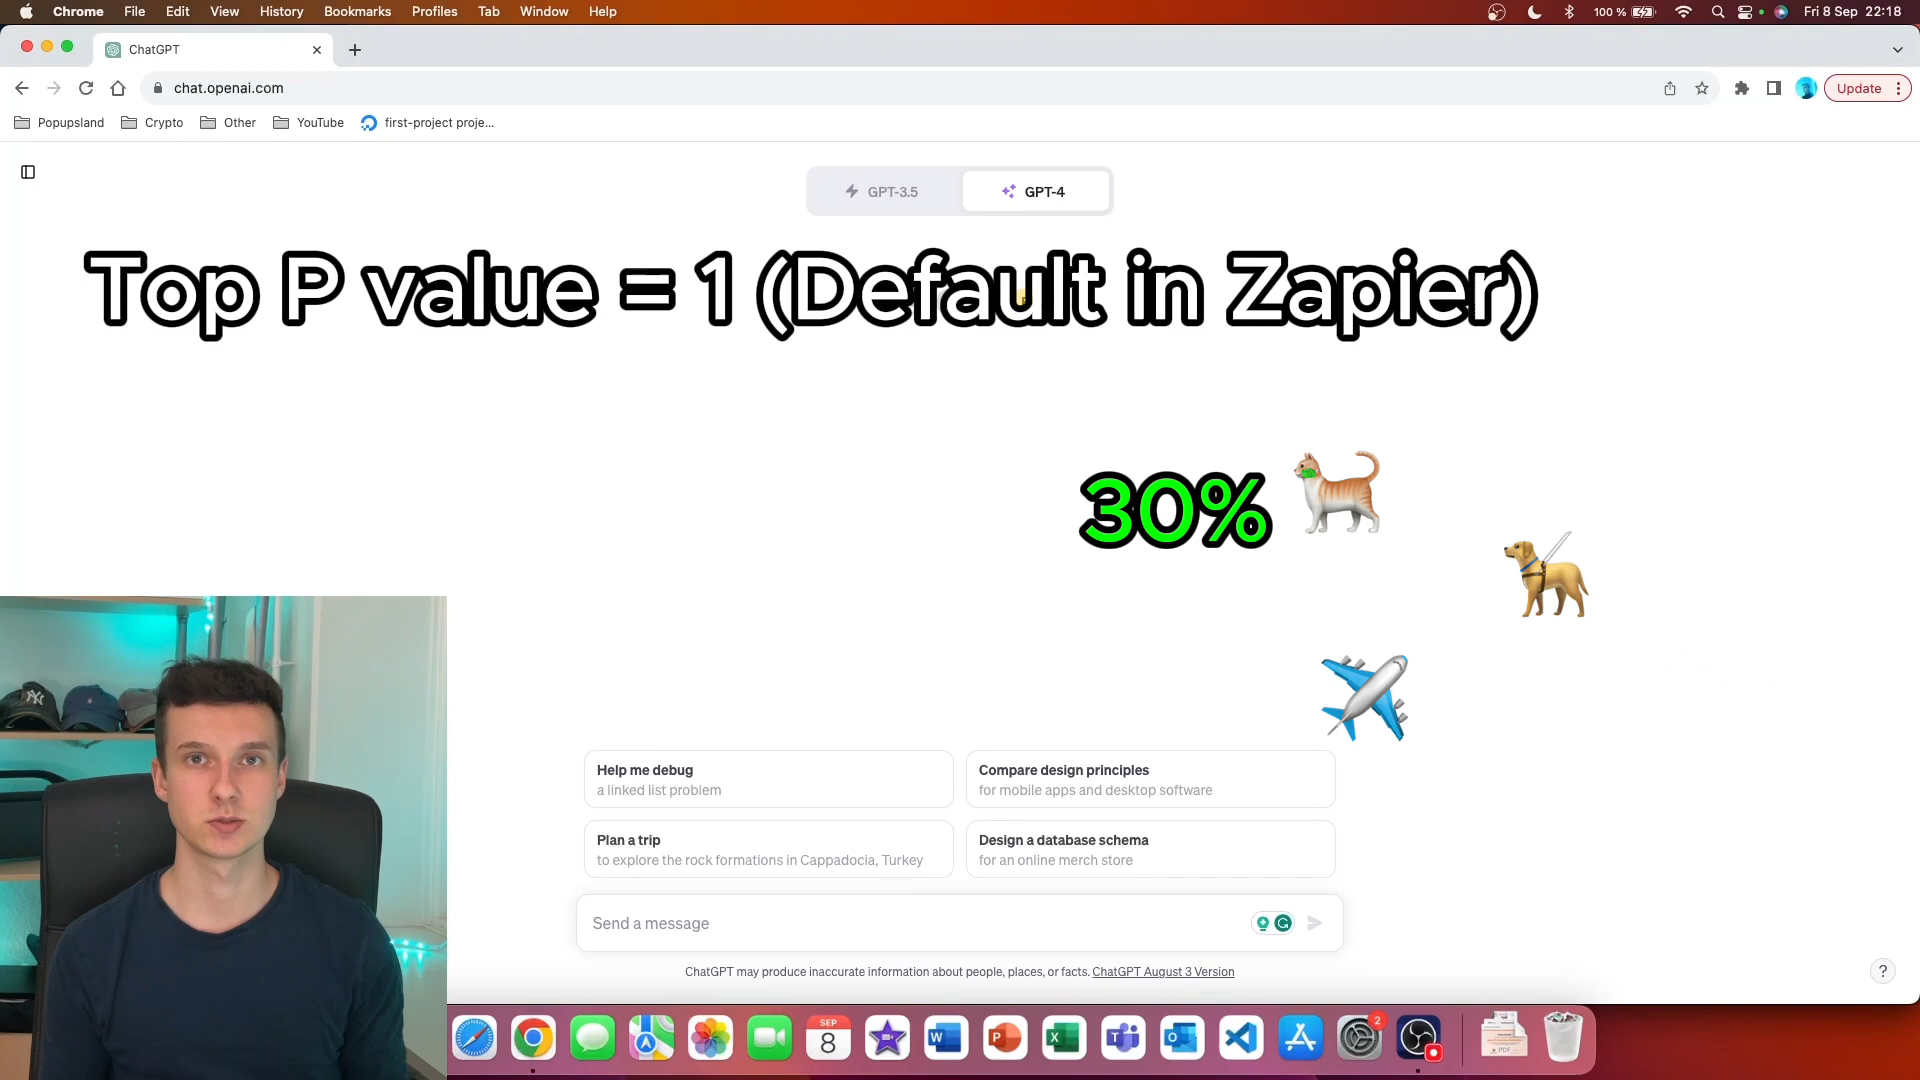 Chrome File Edit View History Bookmarks Profiles Tab Window Help 100 % Fri 8 Sep 22:18
ChatGPT
chat.openai.com Update
Popupsland Crypto Other YouTube first-project proje...
GPT-3.5 GPT-4
Top P value = 1 (Default in Zapier)
30%
Help me debug
a linked list problem
Compare design principles
for mobile apps and desktop software
Plan a trip
to explore the rock formations in Cappadocia, Turkey
Design a database schema
for an online merch store
Send a message
ChatGPT may produce inaccurate information about people, places, or facts. ChatGPT August 3 Version
?
SEP
8
W
P
X
T
O
2
PDF